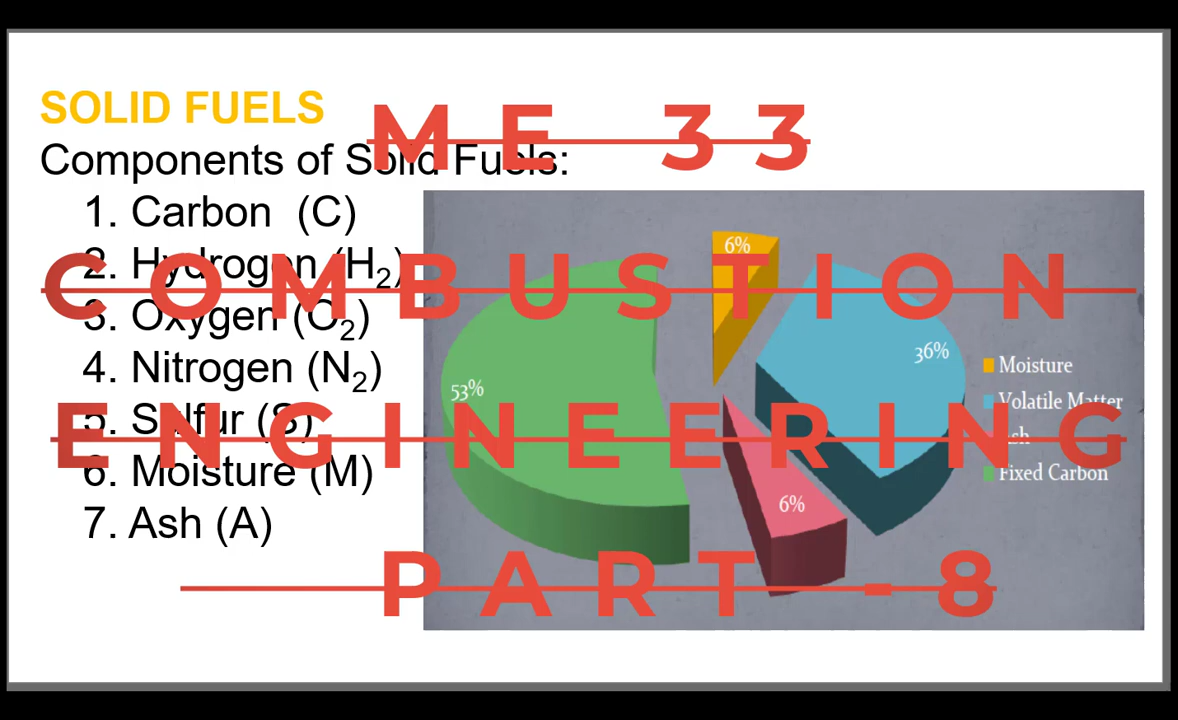 SOLID FUELS
ME 33
Components of Solid Fuels:
1. Carbon (C)
2. Hydrogen (H₂)
3. Oxygen (O₂)
4. Nitrogen (N₂)
5. Sulfur (S)
6. Moisture (M)
7. Ash (A)
COMBUSTION
ENGINEERING
PART-8
6%
36%
53%
6%
Moisture
Volatile Matter
Ash
Fixed Carbon